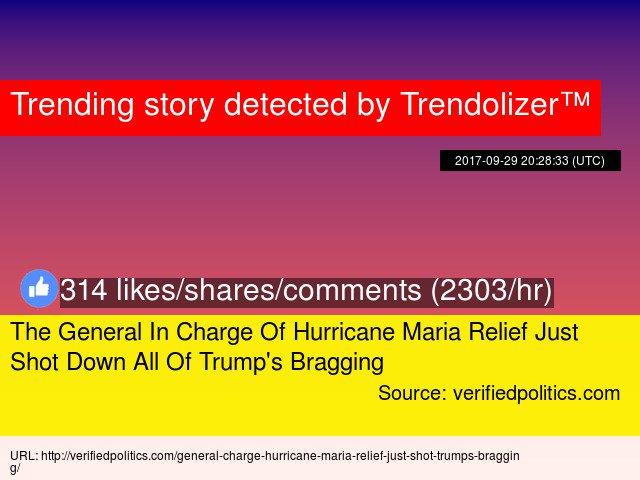 Trending story detected by Trendolizer™
2017-09-29 20:28:33 (UTC)
314 likes/shares/comments (2303/hr)
The General In Charge Of Hurricane Maria Relief Just
Shot Down All Of Trump's Bragging
Source: verifiedpolitics.com
URL: http://verifiedpolitics.com/general-charge-hurricane-maria-relief-just-shot-trumps-braggin
g/